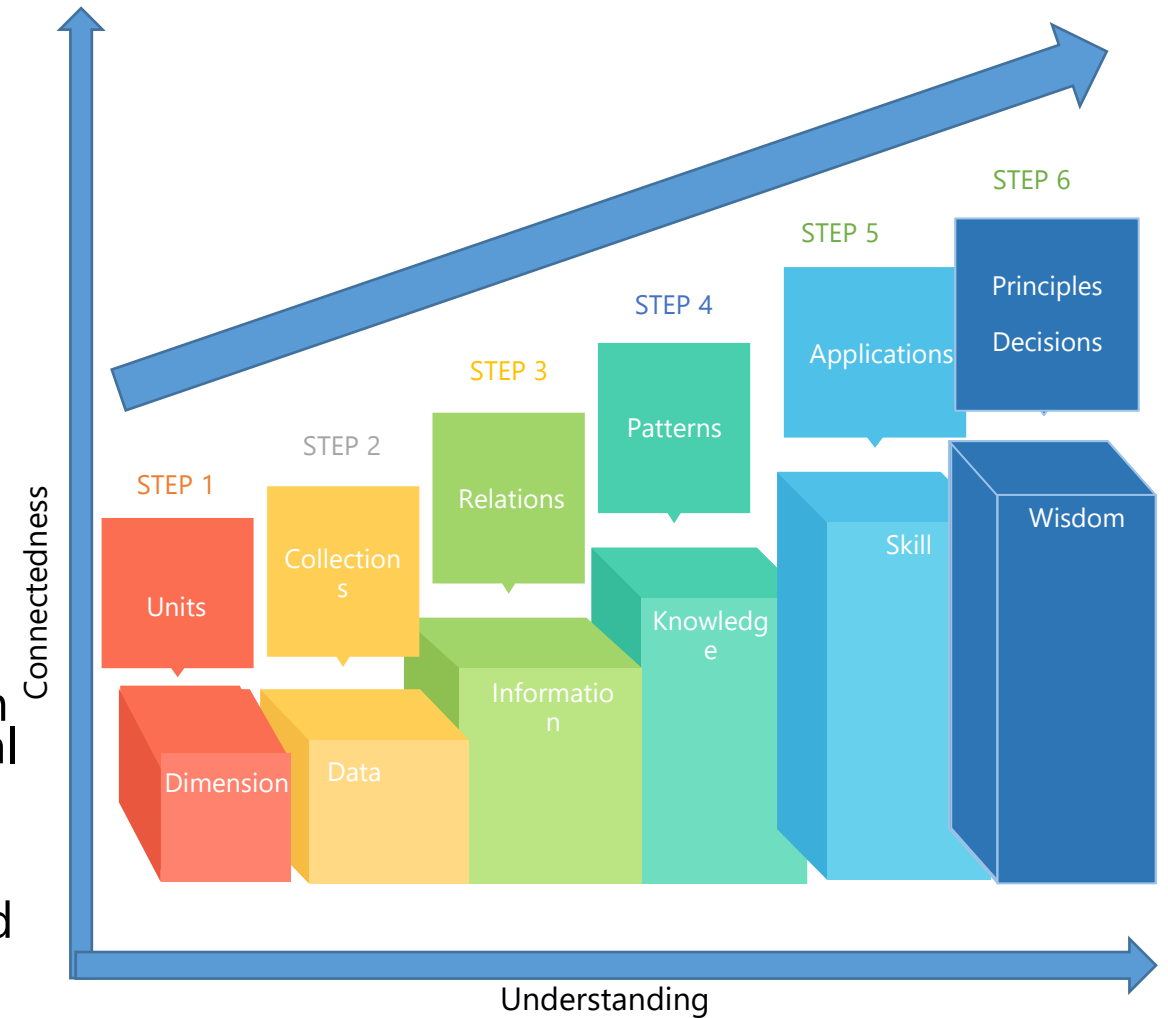 STEP 6
STEP 5
Principles
Decisions
STEP 4
Applications
STEP 3
Patterns
STEP 2
Relations
STEP 1
Collection
s
Units
Connectedness
Wisdom
Skill
Knowledg
e
Informatio
n
Data
Dimension
Understanding